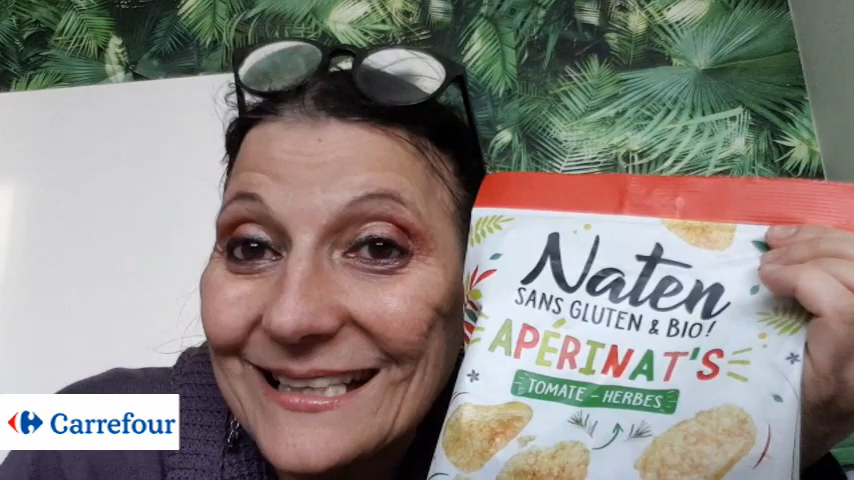 Naten
SANS GLUTEN & BIO!
APÉRINAT'S
TOMATE - HERBES
Carrefour